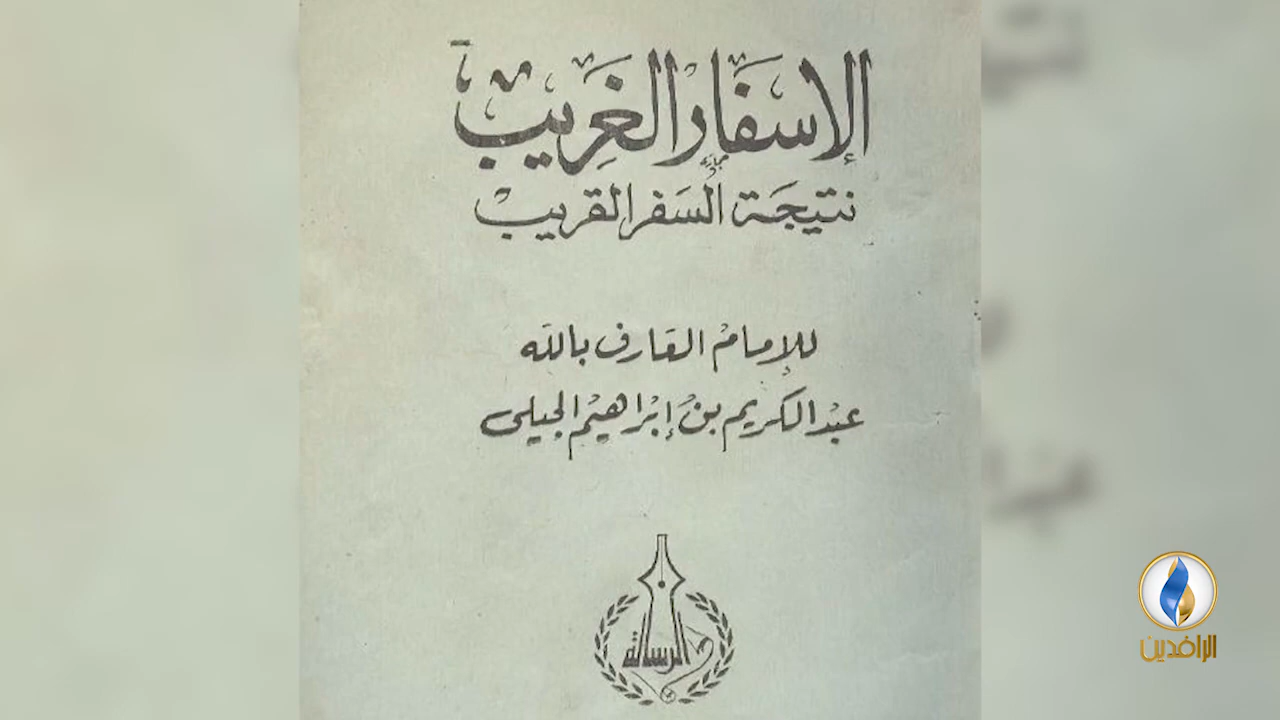 الإسفار الغريب
نتيجة السفر القريب
للإمام العارف بالله
عبد الكريم بن إبراهيم الجيلي
الرسالة
الرافدين